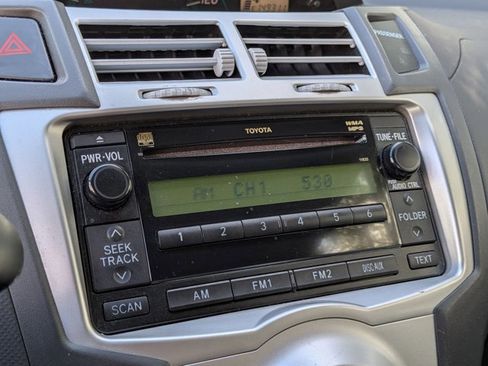 PASSENGER
TOYOTA
WMA
MP3
PWR·VOL
TUNE·FILE
AM CH1 530
AUDIO CTRL
1 2 3 4 5 6
SEEK
TRACK
FOLDER
AM FM1 FM2 DISC·AUX TEXT
SCAN